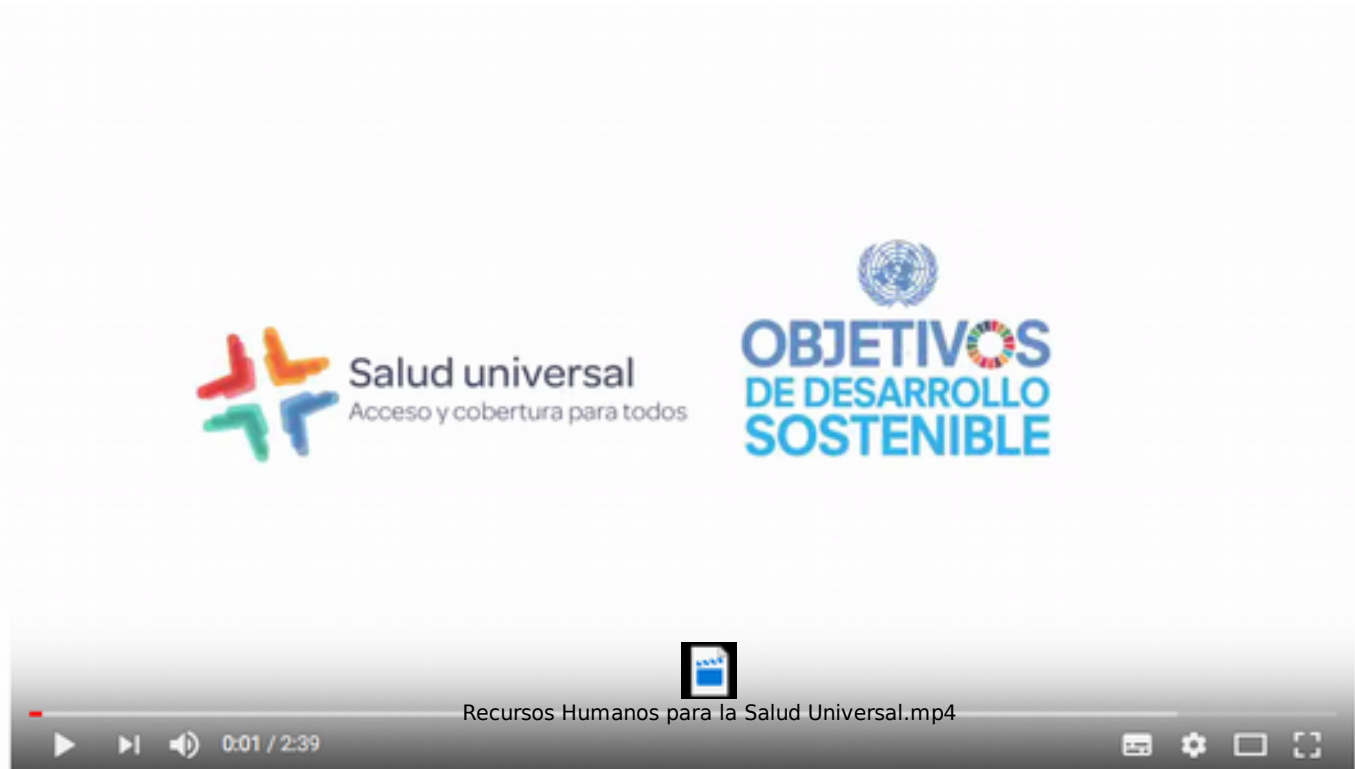 Salud universal
Acceso y cobertura para todos
OBJETIVOS
DE DESARROLLO
SOSTENIBLE
Recursos Humanos para la Salud Universal.mp4
0:01 / 2:39